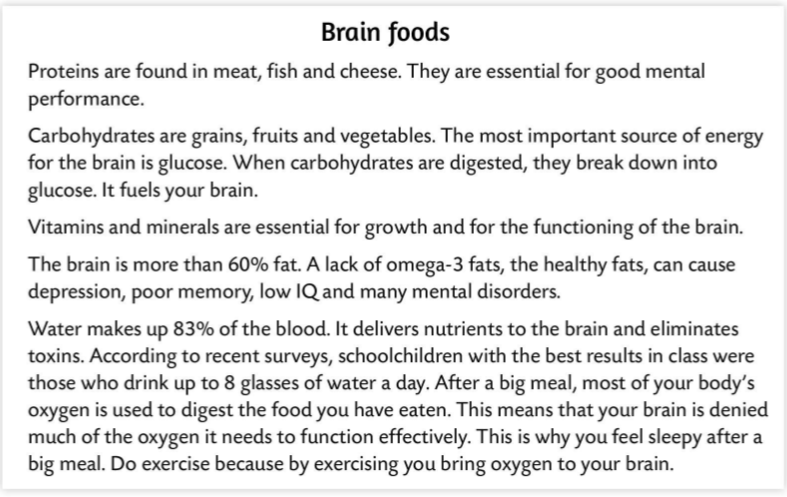 Brain foods
Proteins are found in meat, fish and cheese. They are essential for good mental
performance.
Carbohydrates are grains, fruits and vegetables. The most important source of energy
for the brain is glucose. When carbohydrates are digested, they break down into
glucose. It fuels your brain.
Vitamins and minerals are essential for growth and for the functioning of the brain.
The brain is more than 60% fat. A lack of omega-3 fats, the healthy fats, can cause
depression, poor memory, low IQ and many mental disorders.
Water makes up 83% of the blood. It delivers nutrients to the brain and eliminates
toxins. According to recent surveys, schoolchildren with the best results in class were
those who drink up to 8 glasses of water a day. After a big meal, most of your body's
oxygen is used to digest the food you have eaten. This means that your brain is denied
much of the oxygen it needs to function effectively. This is why you feel sleepy after a
big meal. Do exercise because by exercising you bring oxygen to your brain.